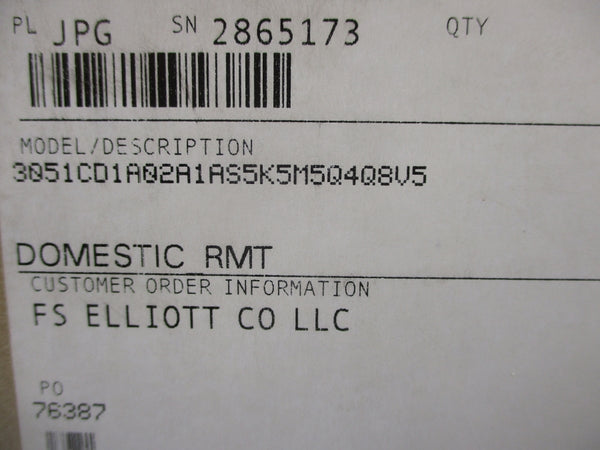 PL JPG SN 2865173 QTY
MODEL/DESCRIPTION
3051CD1A02A1AS5K5M5Q4Q8V5
DOMESTIC RMT
CUSTOMER ORDER INFORMATION
FS ELLIOTT CO LLC
PO
76387